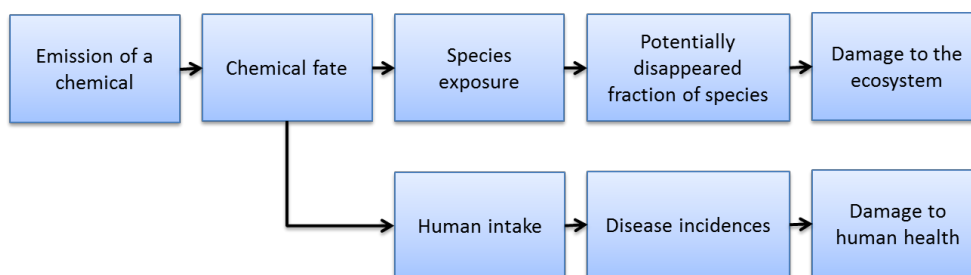 Emission of a
chemical
Chemical fate
Species
exposure
Potentially
disappeared
fraction of species
Damage to the
ecosystem
Human intake
Disease incidences
Damage to
human health